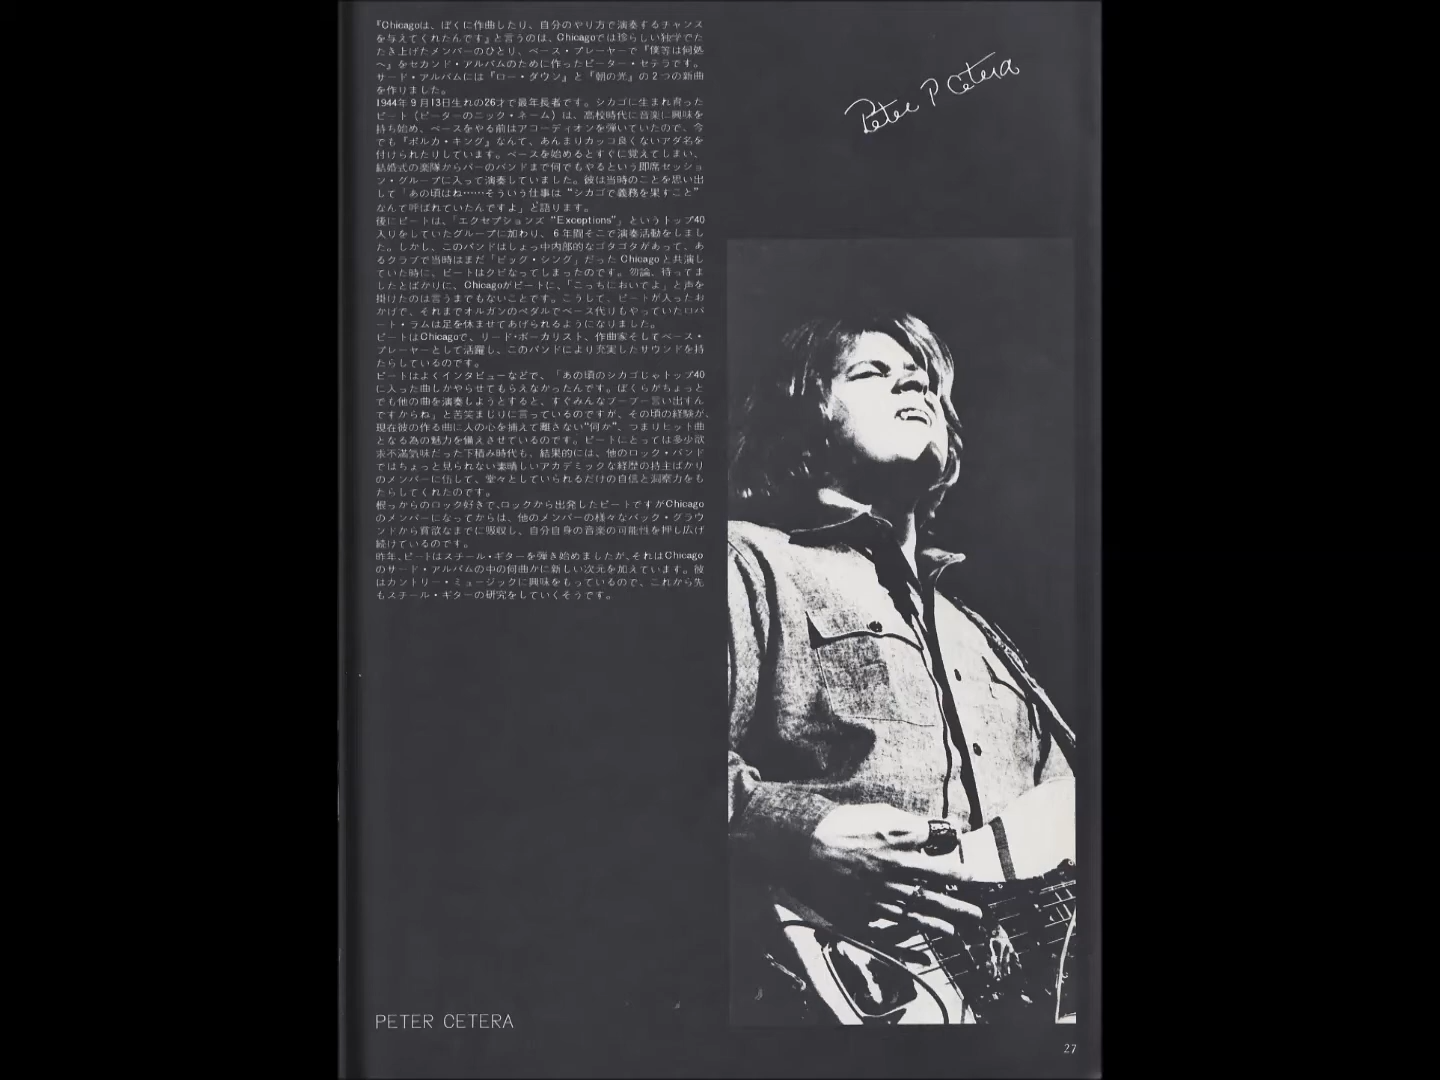 『Chicagoは、ぼくに作曲したり、自分のやり方で演奏するチャンス
を与えてくれたんです』と言うのは、Chicagoでは珍らしい独学でた
たき上げたメンバーのひとり、ベース・プレーヤーで『僕等は何処
へ』をセカンド・アルバムのために作ったピーター・セテラです。
サード・アルバムには『ロー・ダウン』と『朝の光』の2つの新曲
を作りました。
1944年9月13日生れの26才で最年長者です。シカゴに生まれ育った
ピート（ピーターのニック・ネーム）は、高校時代に音楽に興味を
持ち始め、ベースをやる前はアコーディオンを弾いていたので、今
でも『ポルカ・キング』なんて、あんまりカッコ良くないアダ名を
付けられたりしています。ベースを始めるとすぐに覚えてしまい、
結婚式の楽隊からバーのバンドまで何でもやるという即席セッショ
ン・グループに入って演奏していました。彼は当時のことを思い出
して「あの頃はね……そういう仕事は“シカゴで義務を果すこと”
なんて呼ばれていたんですよ」と語ります。
後にピートは、「エクセプションズ “Exceptions”」というトップ40
入りをしていたグループに加わり、6年間そこで演奏活動をしまし
た。しかし、このバンドはしょっ中内部的なゴタゴタがあって、あ
るクラブで当時はまだ「ビッグ・シング」だった Chicago と共演し
ていた時に、ピートはクビなってしまったのです。勿論、待ってま
したとばかりに、Chicagoがピートに、「こっちにおいでよ」と声を
掛けたのは言うまでもないことです。こうして、ピートが入ったお
かげで、それまでオルガンのペダルでベース代りもやっていたロバ
ート・ラムは足を休ませてあげられるようになりました。
ピートはChicagoで、リード・ボーカリスト、作曲家そしてベース・
プレーヤーとして活躍し、このバンドにより充実したサウンドを持
たらしているのです。
ピートはよくインタビューなどで、「あの頃のシカゴじゃトップ40
に入った曲しかやらせてもらえなかったんです。ぼくらがちょっと
でも他の曲を演奏しようとすると、すぐみんなブーブー言い出すん
ですからね」と苦笑まじりに言っているのですが、その頃の経験が、
現在彼の作る曲に人の心を捕えて離さない“何か”、つまりヒット曲
となる為の魅力を備えさせているのです。ピートにとっては多少欲
求不満気味だった下積み時代も、結果的には、他のロック・バンド
ではちょっと見られない素晴しいアカデミックな経歴の持主ばかり
のメンバーに伍して、堂々としていられるだけの自信と洞察力をも
たらしてくれたのです。
根っからのロック好きで、ロックから出発したピートですがChicago
のメンバーになってからは、他のメンバーの様々なバック・グラウ
ンドから貪欲なまでに吸収し、自分自身の音楽の可能性を押し広げ
続けているのです。
昨年、ピートはスチール・ギターを弾き始めましたが、それはChicago
のサード・アルバムの中の何曲かに新しい次元を加えています。彼
はカントリー・ミュージックに興味をもっているので、これから先
もスチール・ギターの研究をしていくそうです。
Peter P Cetera
PETER CETERA
27